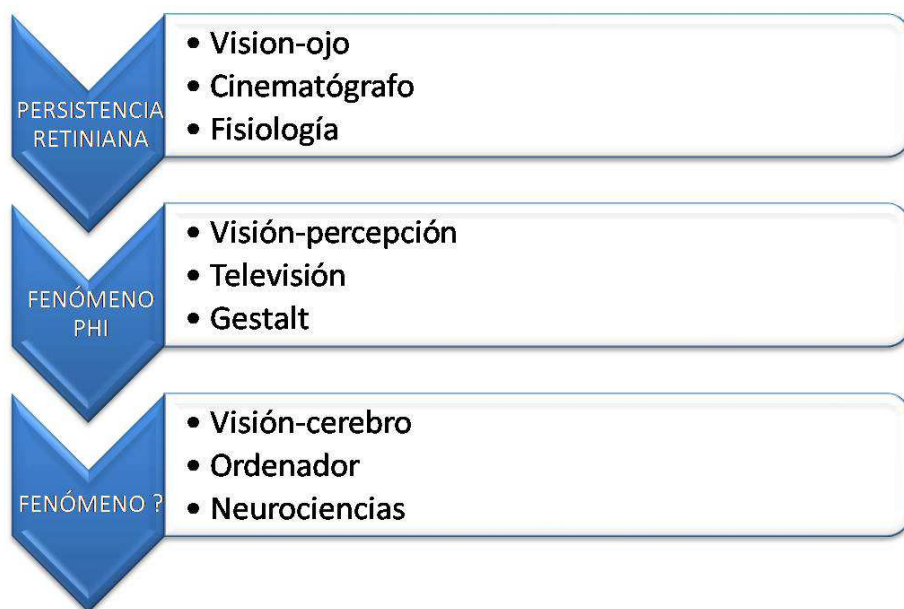 PERSISTENCIA
RETINIANA
• Vision-ojo
• Cinematógrafo
• Fisiología
FENÓMENO
PHI
• Visión-percepción
• Televisión
• Gestalt
FENÓMENO ?
• Visión-cerebro
• Ordenador
• Neurociencias